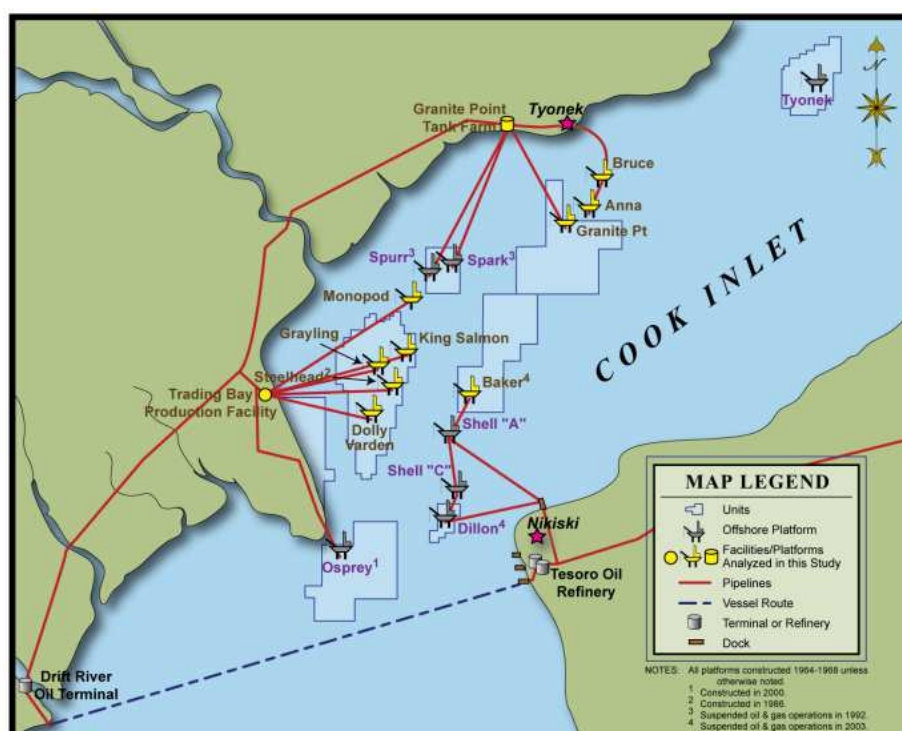 Granite Point
Tank Farm
Tyonek
Tyonek
N
Bruce
Anna
Granite Pt
Spurr3
Spark3
Monopod
Grayling
King Salmon
Steelhead2
Trading Bay
Production Facility
Dolly
Varden
Baker4
Shell "A"
Shell "C"
Dillon4
Osprey1
COOK INLET
Nikiski
Tesoro Oil
Refinery
Drift River
Oil Terminal
MAP LEGEND
Units
Offshore Platform
Facilities/Platforms
Analyzed in this Study
Pipelines
Vessel Route
Terminal or Refinery
Dock
NOTES: All platforms constructed 1964-1968 unless
otherwise noted.
1 Constructed in 2000.
2 Constructed in 1986.
3 Suspended oil & gas operations in 1992.
4 Suspended oil & gas operations in 2003.